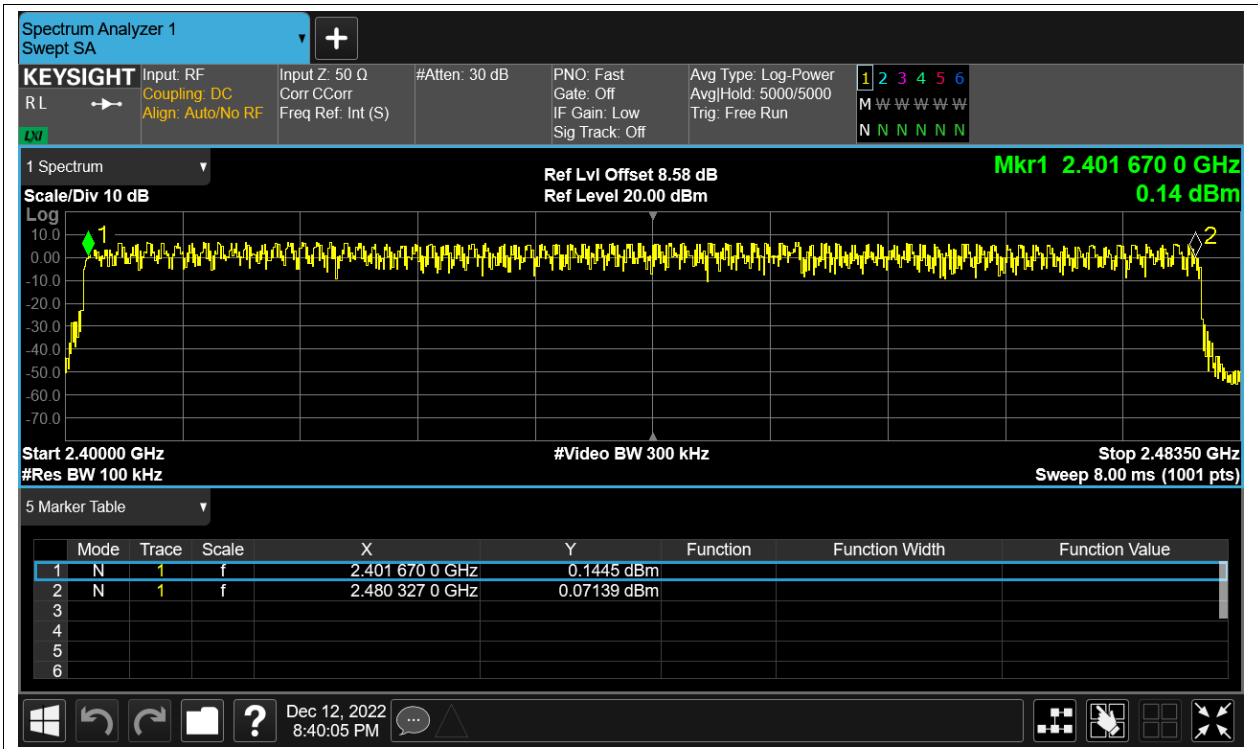 Spectrum Analyzer 1
Swept SA
+
KEYSIGHT
R L
LXI
Input: RF
Coupling: DC
Align: Auto/No RF
Input Z: 50 Ω
Corr CCorr
Freq Ref: Int (S)
#Atten: 30 dB
PNO: Fast
Gate: Off
IF Gain: Low
Sig Track: Off
Avg Type: Log-Power
Avg|Hold: 5000/5000
Trig: Free Run
1 2 3 4 5 6
M W W W W W
N N N N N N
1 Spectrum
Scale/Div 10 dB
Ref Lvl Offset 8.58 dB
Ref Level 20.00 dBm
Mkr1 2.401 670 0 GHz
0.14 dBm
Log
10.0
0.00
-10.0
-20.0
-30.0
-40.0
-50.0
-60.0
-70.0
1
2
Start 2.40000 GHz
#Res BW 100 kHz
#Video BW 300 kHz
Stop 2.48350 GHz
Sweep 8.00 ms (1001 pts)
5 Marker Table
Mode Trace Scale X Y Function Function Width Function Value
1 N 1 f 2.401 670 0 GHz 0.1445 dBm
2 N 1 f 2.480 327 0 GHz 0.07139 dBm
3
4
5
6
?
Dec 12, 2022
8:40:05 PM